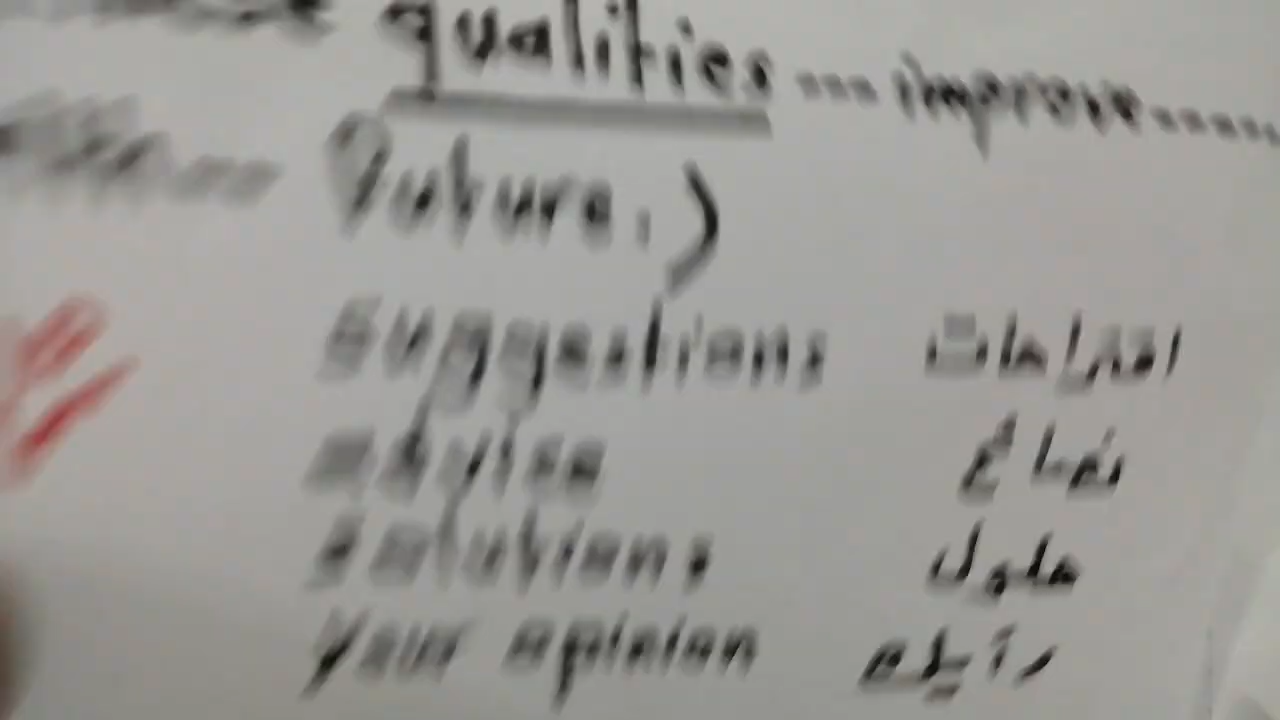 qualities .... improve......
Future.)
suggestions اقتراحات
advice نصائح
solutions حلول
your opinion رأيك